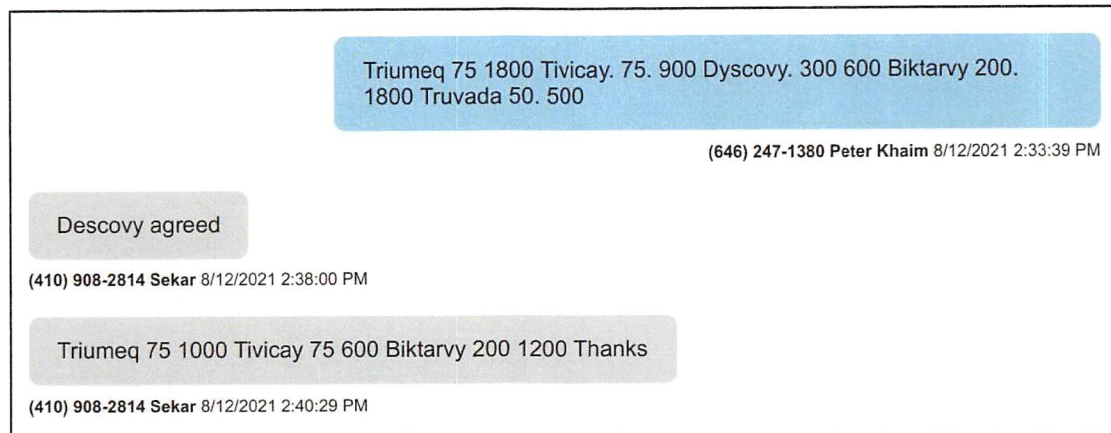 Triumeq 75 1800 Tivicay. 75. 900 Dyscovy. 300 600 Biktarvy 200.
1800 Truvada 50. 500
(646) 247-1380 Peter Khaim 8/12/2021 2:33:39 PM
Descovy agreed
(410) 908-2814 Sekar 8/12/2021 2:38:00 PM
Triumeq 75 1000 Tivicay 75 600 Biktarvy 200 1200 Thanks
(410) 908-2814 Sekar 8/12/2021 2:40:29 PM